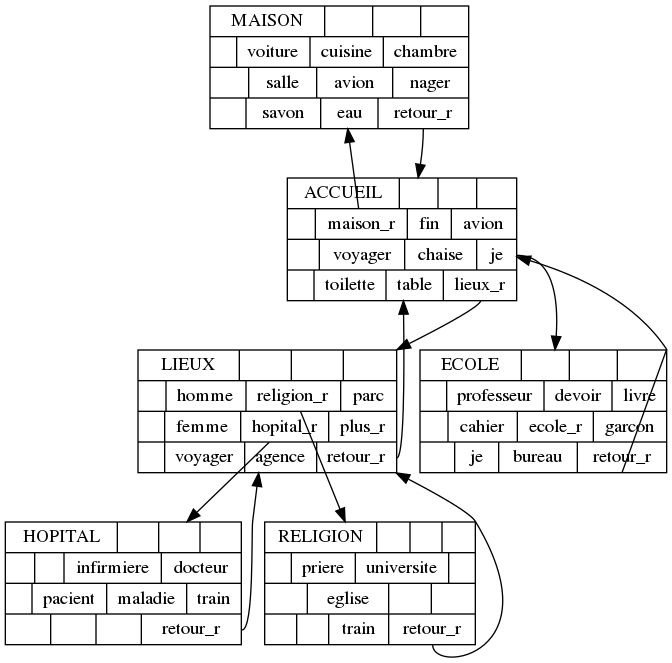 MAISON
voiture cuisine chambre
salle avion nager
savon eau retour_r
ACCUEIL
maison_r fin avion
voyager chaise je
toilette table lieux_r
LIEUX
homme religion_r parc
femme hopital_r plus_r
voyager agence retour_r
ECOLE
professeur devoir livre
cahier ecole_r garcon
je bureau retour_r
HOPITAL
infirmiere docteur
pacient maladie train
retour_r
RELIGION
priere universite
eglise
train retour_r